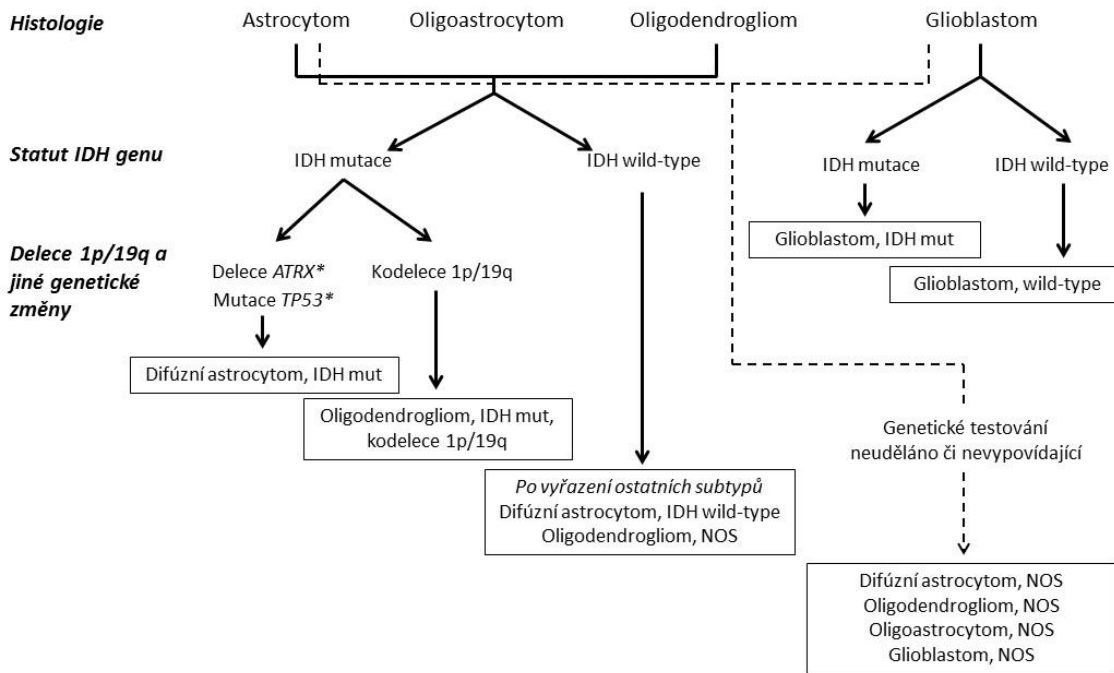 Histologie
Astrocytom
Oligoastrocytom
Oligodendrogliom
Glioblastom
Statut IDH genu
IDH mutace
IDH wild-type
IDH mutace
IDH wild-type
Glioblastom, IDH mut
Glioblastom, wild-type
Delece 1p/19q a
jiné genetické
změny
Delece ATRX*
Mutace TP53*
Kodelece 1p/19q
Difúzní astrocytom, IDH mut
Oligodendrogliom, IDH mut,
kodelece 1p/19q
Po vyřazení ostatních subtypů
Difúzní astrocytom, IDH wild-type
Oligodendrogliom, NOS
Genetické testování
neuděláno či nevypovídající
Difúzní astrocytom, NOS
Oligodendrogliom, NOS
Oligoastrocytom, NOS
Glioblastom, NOS